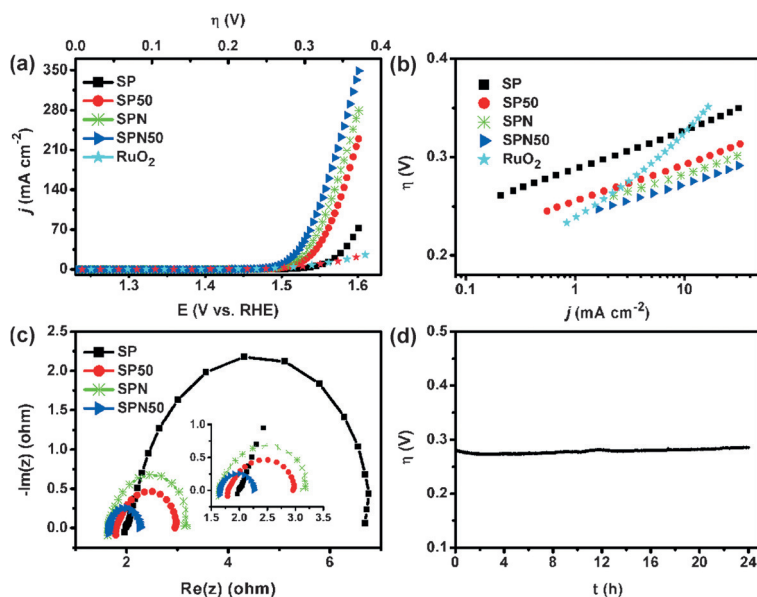 η (V)
0.0 0.1 0.2 0.3 0.4
(a)
350
280
210
140
70
0
j (mA cm⁻²)
SP
SP50
SPN
SPN50
RuO₂
1.3 1.4 1.5 1.6
E (V vs. RHE)
(b)
0.4
0.3
0.2
η (V)
SP
SP50
SPN
SPN50
RuO₂
0.1 1 10
j (mA cm⁻²)
(c)
2.5
2.0
1.5
1.0
0.5
0.0
-Im(z) (ohm)
SP
SP50
SPN
SPN50
1.0
0.5
0.0
1.5 2.0 2.5 3.0 3.5
2 4 6
Re(z) (ohm)
(d)
0.5
0.4
0.3
0.2
0.1
η (V)
0 4 8 12 16 20 24
t (h)